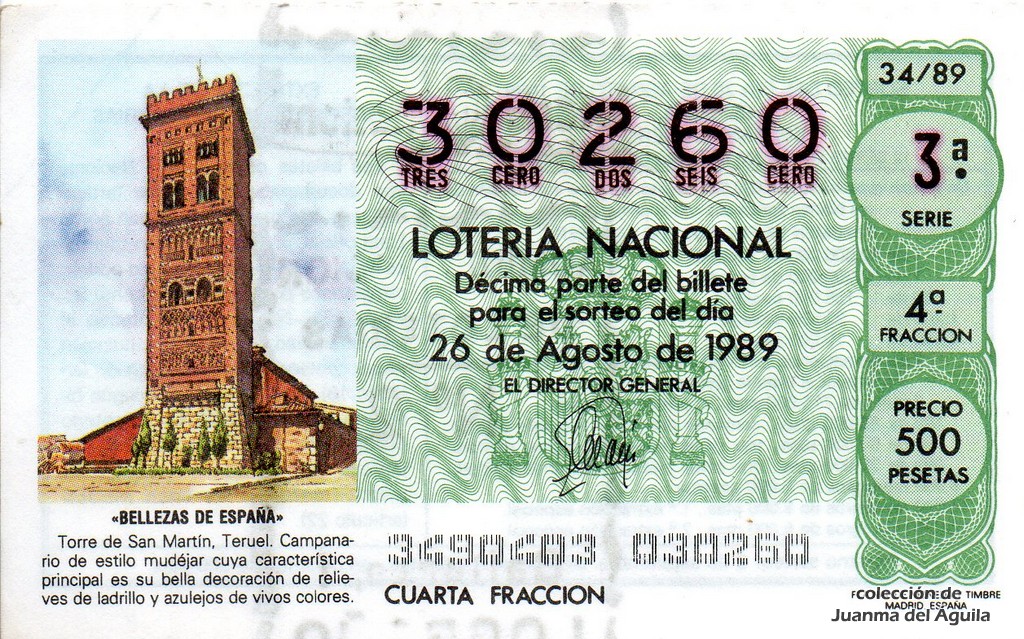 34/89
30260
TRES CERO DOS SEIS CERO
3ª
SERIE
LOTERIA NACIONAL
Décima parte del billete
para el sorteo del día
26 de Agosto de 1989
EL DIRECTOR GENERAL
4ª
FRACCION
PRECIO
500
PESETAS
«BELLEZAS DE ESPAÑA»
Torre de San Martín, Teruel. Campana-
rio de estilo mudéjar cuya característica
principal es su bella decoración de relie-
ves de ladrillo y azulejos de vivos colores.
3490403 030260
CUARTA FRACCION
TIMBRE
MADRID ESPAÑA
colección de
Juanma del Aguila